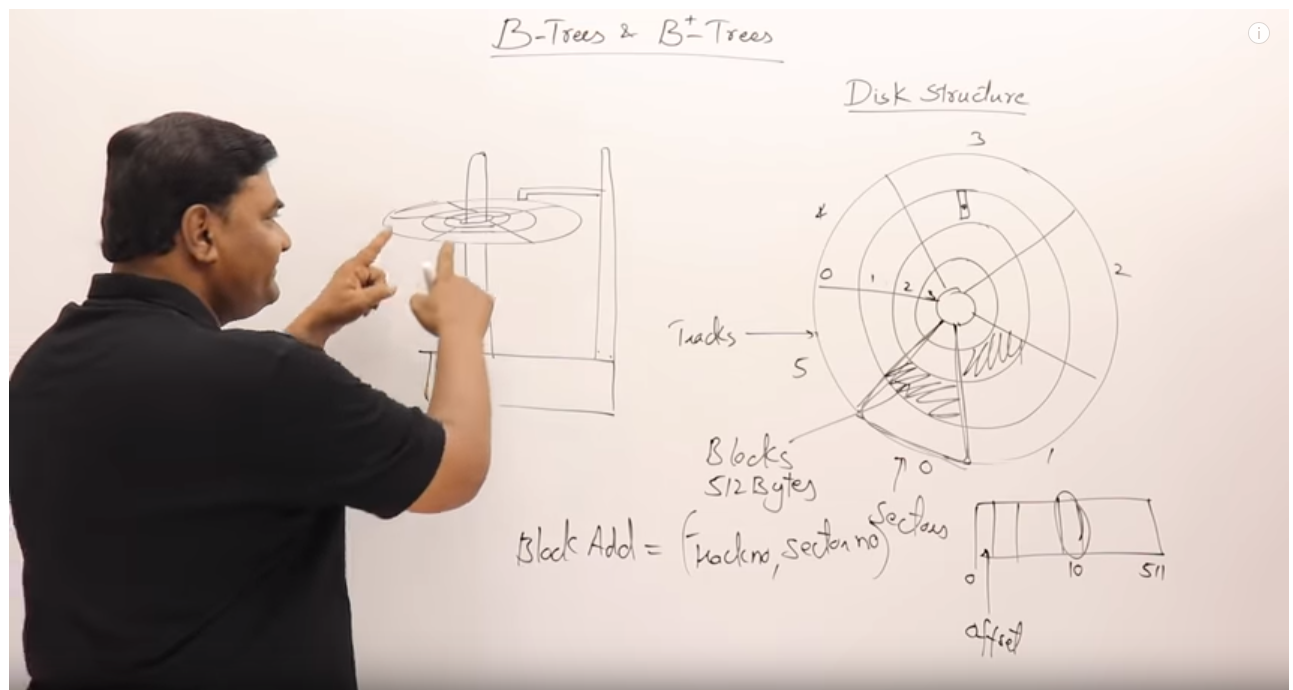 B-Trees & B+-Trees
Disk Structure
3
4
2
0 1 2
Tracks
5
Blocks
512 Bytes
0
1
Sectors
Block Add = (Track no, Sector no)
0 10 511
offset